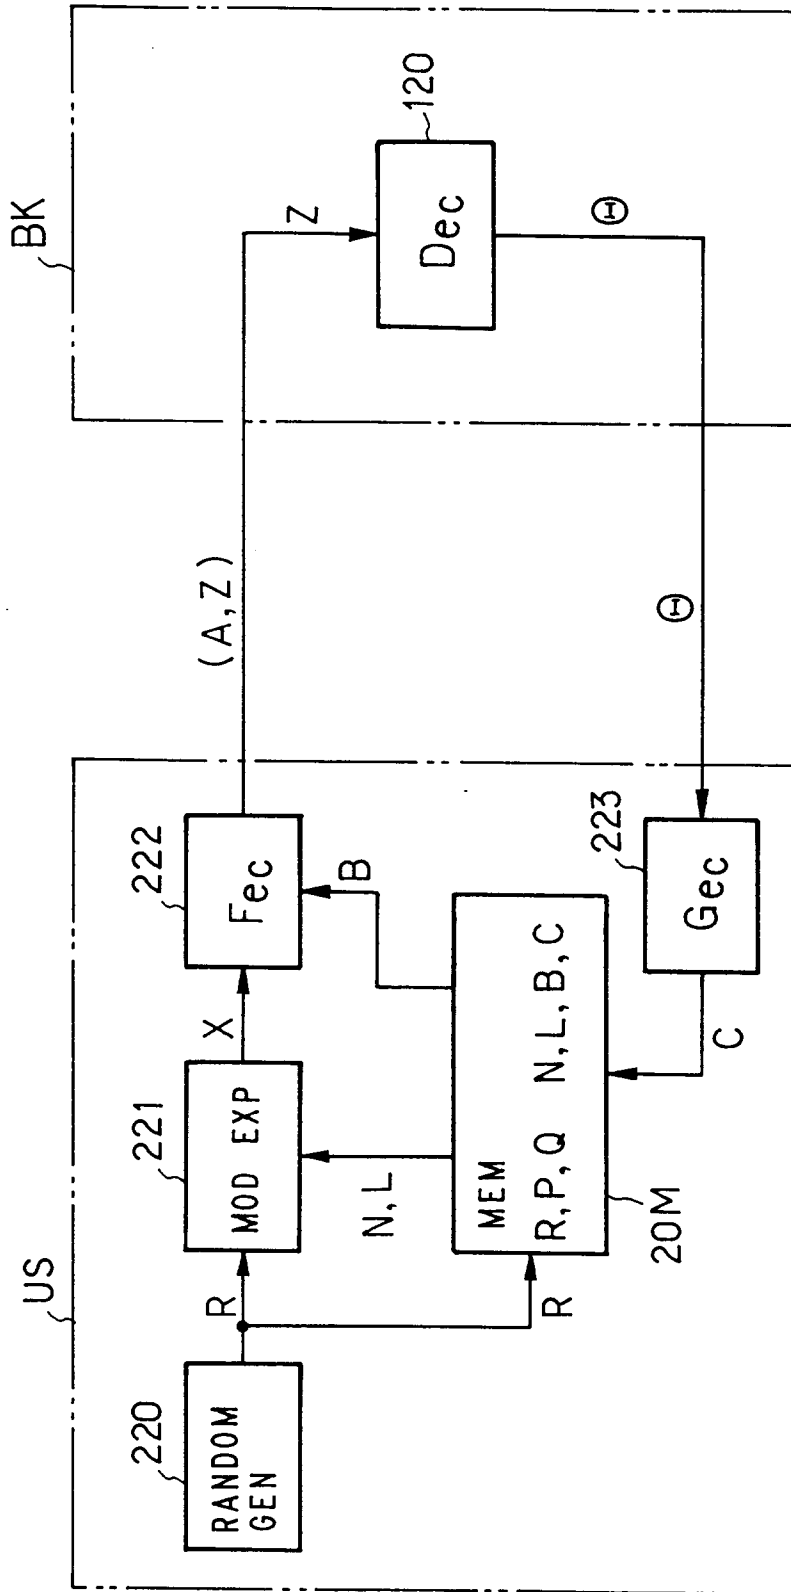 US
BK
220
RANDOM
GEN
R
221
MOD EXP
X
222
Fec
(A,Z)
Z
Dec
120
R
N,L
B
MEM
R,P,Q N,L,B,C
20M
C
223
Gec
Θ
Θ